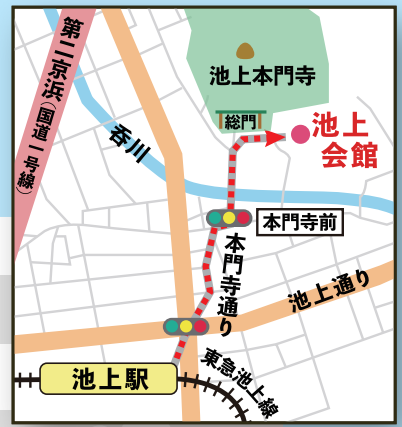 第二京浜(国道一号線)
池上本門寺
総門
池上
会館
呑川
本門寺前
本門寺通り
池上通り
池上駅
東急池上線